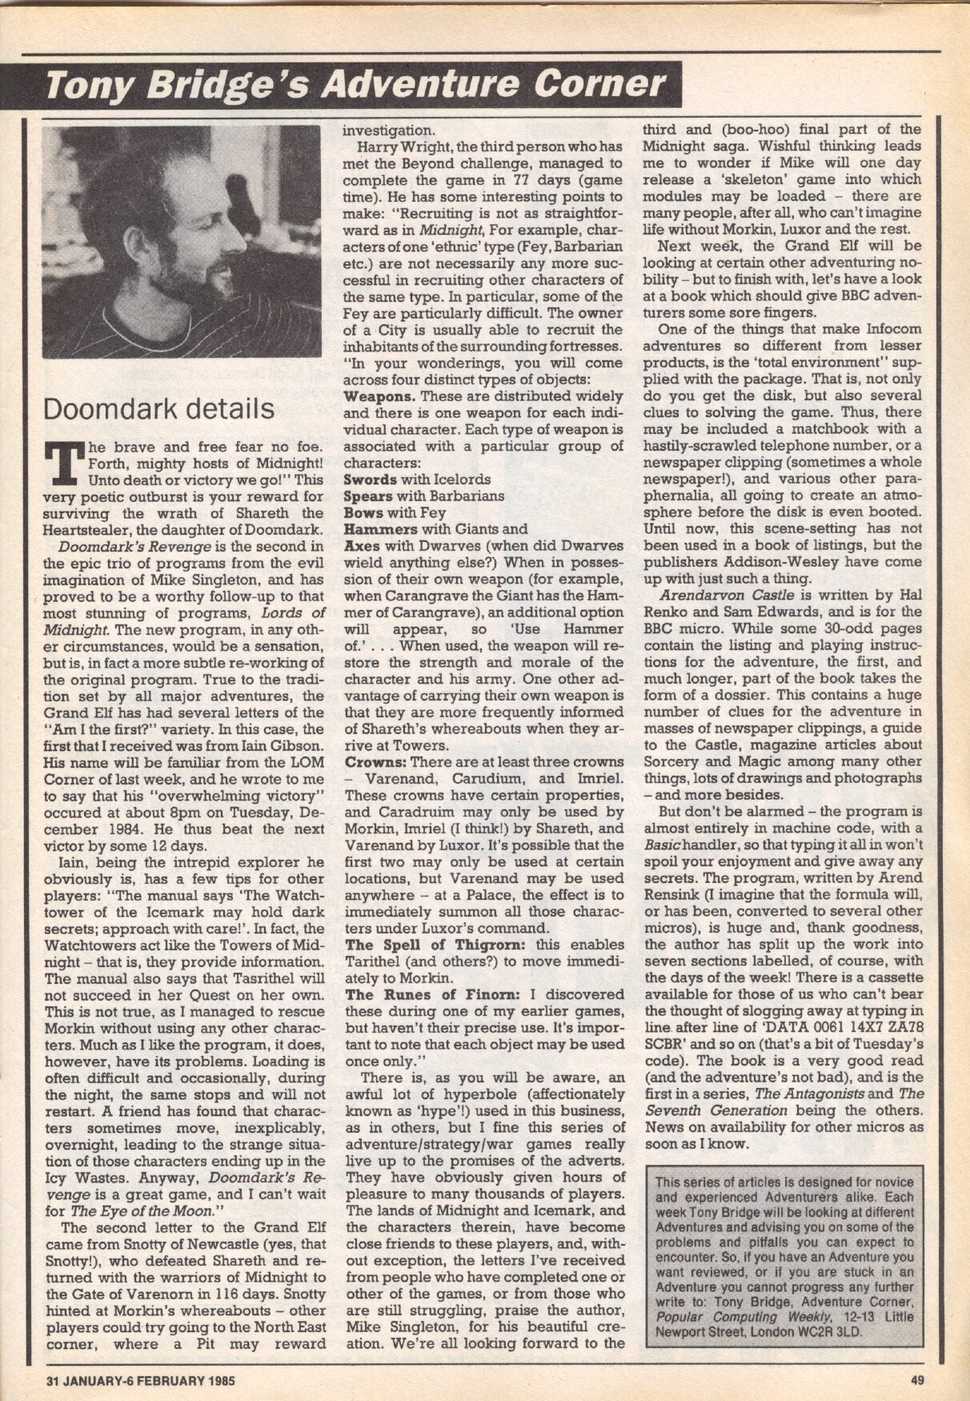 Tony Bridge's Adventure Corner
Doomdark details
The brave and free fear no foe.
Forth, mighty hosts of Midnight!
Unto death or victory we go!" This
very poetic outburst is your reward for
surviving the wrath of Shareth the
Heartstealer, the daughter of Doomdark.
Doomdark's Revenge is the second in
the epic trio of programs from the evil
imagination of Mike Singleton, and has
proved to be a worthy follow-up to that
most stunning of programs, Lords of
Midnight. The new program, in any oth-
er circumstances, would be a sensation,
but is, in fact a more subtle re-working of
the original program. True to the tradi-
tion set by all major adventures, the
Grand Elf has had several letters of the
"Am I the first?" variety. In this case, the
first that I received was from Iain Gibson.
His name will be familiar from the LOM
Corner of last week, and he wrote to me
to say that his "overwhelming victory"
occured at about 8pm on Tuesday, De-
cember 1984. He thus beat the next
victor by some 12 days.
Iain, being the intrepid explorer he
obviously is, has a few tips for other
players: "The manual says 'The Watch-
tower of the Icemark may hold dark
secrets; approach with care!'. In fact, the
Watchtowers act like the Towers of Mid-
night – that is, they provide information.
The manual also says that Tasrithel will
not succeed in her Quest on her own.
This is not true, as I managed to rescue
Morkin without using any other charac-
ters. Much as I like the program, it does,
however, have its problems. Loading is
often difficult and occasionally, during
the night, the same stops and will not
restart. A friend has found that charac-
ters sometimes move, inexplicably,
overnight, leading to the strange situa-
tion of those characters ending up in the
Icy Wastes. Anyway, Doomdark's Re-
venge is a great game, and I can't wait
for The Eye of the Moon."
The second letter to the Grand Elf
came from Snotty of Newcastle (yes, that
Snotty!), who defeated Shareth and re-
turned with the warriors of Midnight to
the Gate of Varenorn in 116 days. Snotty
hinted at Morkin's whereabouts – other
players could try going to the North East
corner, where a Pit may reward
investigation.
Harry Wright, the third person who has
met the Beyond challenge, managed to
complete the game in 77 days (game
time). He has some interesting points to
make: "Recruiting is not as straightfor-
ward as in Midnight, For example, char-
acters of one 'ethnic' type (Fey, Barbarian
etc.) are not necessarily any more suc-
cessful in recruiting other characters of
the same type. In particular, some of the
Fey are particularly difficult. The owner
of a City is usually able to recruit the
inhabitants of the surrounding fortresses.
"In your wonderings, you will come
across four distinct types of objects:
Weapons. These are distributed widely
and there is one weapon for each indi-
vidual character. Each type of weapon is
associated with a particular group of
characters:
Swords with Icelords
Spears with Barbarians
Bows with Fey
Hammers with Giants and
Axes with Dwarves (when did Dwarves
wield anything else?) When in posses-
sion of their own weapon (for example,
when Carangrave the Giant has the Ham-
mer of Carangrave), an additional option
will appear, so 'Use Hammer
of.' . . . When used, the weapon will re-
store the strength and morale of the
character and his army. One other ad-
vantage of carrying their own weapon is
that they are more frequently informed
of Shareth's whereabouts when they ar-
rive at Towers.
Crowns: There are at least three crowns
– Varenand, Carudium, and Imriel.
These crowns have certain properties,
and Caradruim may only be used by
Morkin, Imriel (I think!) by Shareth, and
Varenand by Luxor. It's possible that the
first two may only be used at certain
locations, but Varenand may be used
anywhere – at a Palace, the effect is to
immediately summon all those charac-
ters under Luxor's command.
The Spell of Thigrorn: this enables
Tarithel (and others?) to move immedi-
ately to Morkin.
The Runes of Finorn: I discovered
these during one of my earlier games,
but haven't their precise use. It's impor-
tant to note that each object may be used
once only."
There is, as you will be aware, an
awful lot of hyperbole (affectionately
known as 'hype'!) used in this business,
as in others, but I fine this series of
adventure/strategy/war games really
live up to the promises of the adverts.
They have obviously given hours of
pleasure to many thousands of players.
The lands of Midnight and Icemark, and
the characters therein, have become
close friends to these players, and, with-
out exception, the letters I've received
from people who have completed one or
other of the games, or from those who
are still struggling, praise the author,
Mike Singleton, for his beautiful cre-
ation. We're all looking forward to the
third and (boo-hoo) final part of the
Midnight saga. Wishful thinking leads
me to wonder if Mike will one day
release a 'skeleton' game into which
modules may be loaded – there are
many people, after all, who can't imagine
life without Morkin, Luxor and the rest.
Next week, the Grand Elf will be
looking at certain other adventuring no-
bility – but to finish with, let's have a look
at a book which should give BBC adven-
turers some sore fingers.
One of the things that make Infocom
adventures so different from lesser
products, is the 'total environment" sup-
plied with the package. That is, not only
do you get the disk, but also several
clues to solving the game. Thus, there
may be included a matchbook with a
hastily-scrawled telephone number, or a
newspaper clipping (sometimes a whole
newspaper!), and various other para-
phernalia, all going to create an atmo-
sphere before the disk is even booted.
Until now, this scene-setting has not
been used in a book of listings, but the
publishers Addison-Wesley have come
up with just such a thing.
Arendarvon Castle is written by Hal
Renko and Sam Edwards, and is for the
BBC micro. While some 30-odd pages
contain the listing and playing instruc-
tions for the adventure, the first, and
much longer, part of the book takes the
form of a dossier. This contains a huge
number of clues for the adventure in
masses of newspaper clippings, a guide
to the Castle, magazine articles about
Sorcery and Magic among many other
things, lots of drawings and photographs
– and more besides.
But don't be alarmed – the program is
almost entirely in machine code, with a
Basic handler, so that typing it all in won't
spoil your enjoyment and give away any
secrets. The program, written by Arend
Rensink (I imagine that the formula will,
or has been, converted to several other
micros), is huge and, thank goodness,
the author has split up the work into
seven sections labelled, of course, with
the days of the week! There is a cassette
available for those of us who can't bear
the thought of slogging away at typing in
line after line of 'DATA 0061 14X7 ZA78
SCBR' and so on (that's a bit of Tuesday's
code). The book is a very good read
(and the adventure's not bad), and is the
first in a series, The Antagonists and The
Seventh Generation being the others.
News on availability for other micros as
soon as I know.
This series of articles is designed for novice
and experienced Adventurers alike. Each
week Tony Bridge will be looking at different
Adventures and advising you on some of the
problems and pitfalls you can expect to
encounter. So, if you have an Adventure you
want reviewed, or if you are stuck in an
Adventure you cannot progress any further
write to: Tony Bridge, Adventure Corner,
Popular Computing Weekly, 12-13 Little
Newport Street, London WC2R 3LD.
31 JANUARY-6 FEBRUARY 1985
49